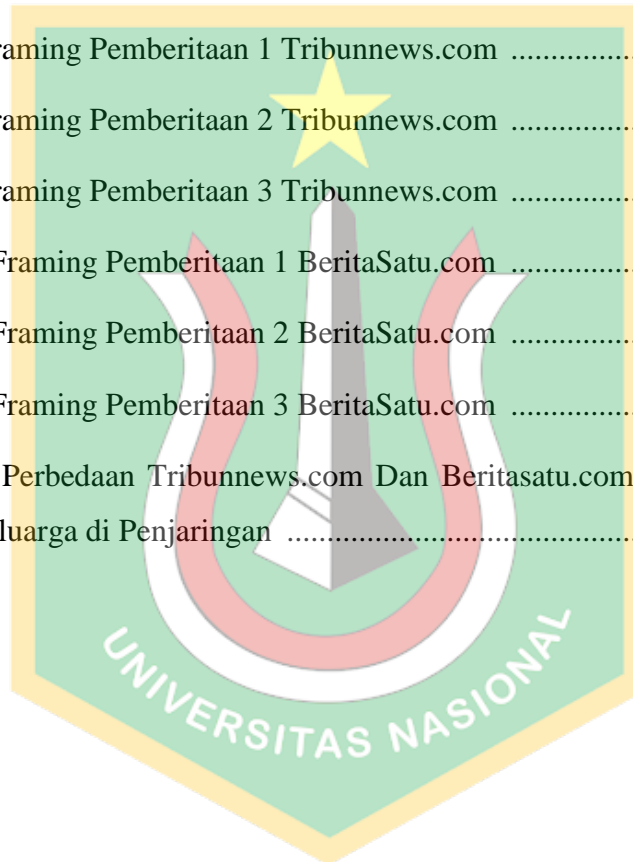 raming Pemberitaan 1 Tribunnews.com ................
raming Pemberitaan 2 Tribunnews.com ................
raming Pemberitaan 3 Tribunnews.com ................
Framing Pemberitaan 1 BeritaSatu.com ................
Framing Pemberitaan 2 BeritaSatu.com ................
Framing Pemberitaan 3 BeritaSatu.com ................
Perbedaan Tribunnews.com Dan Beritasatu.com
luarga di Penjaringan ................................................
UNIVERSITAS NASIONAL